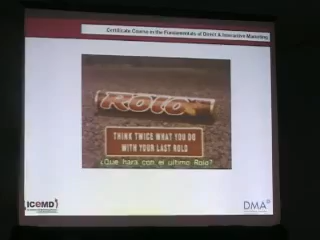 Certificate Course in the Fundamentals of Direct & Interactive Marketing
ROLO
THINK TWICE WHAT YOU DO
WITH YOUR LAST ROLO
¿Que hara con el ultimo Rolo?
ICEMD
DMA